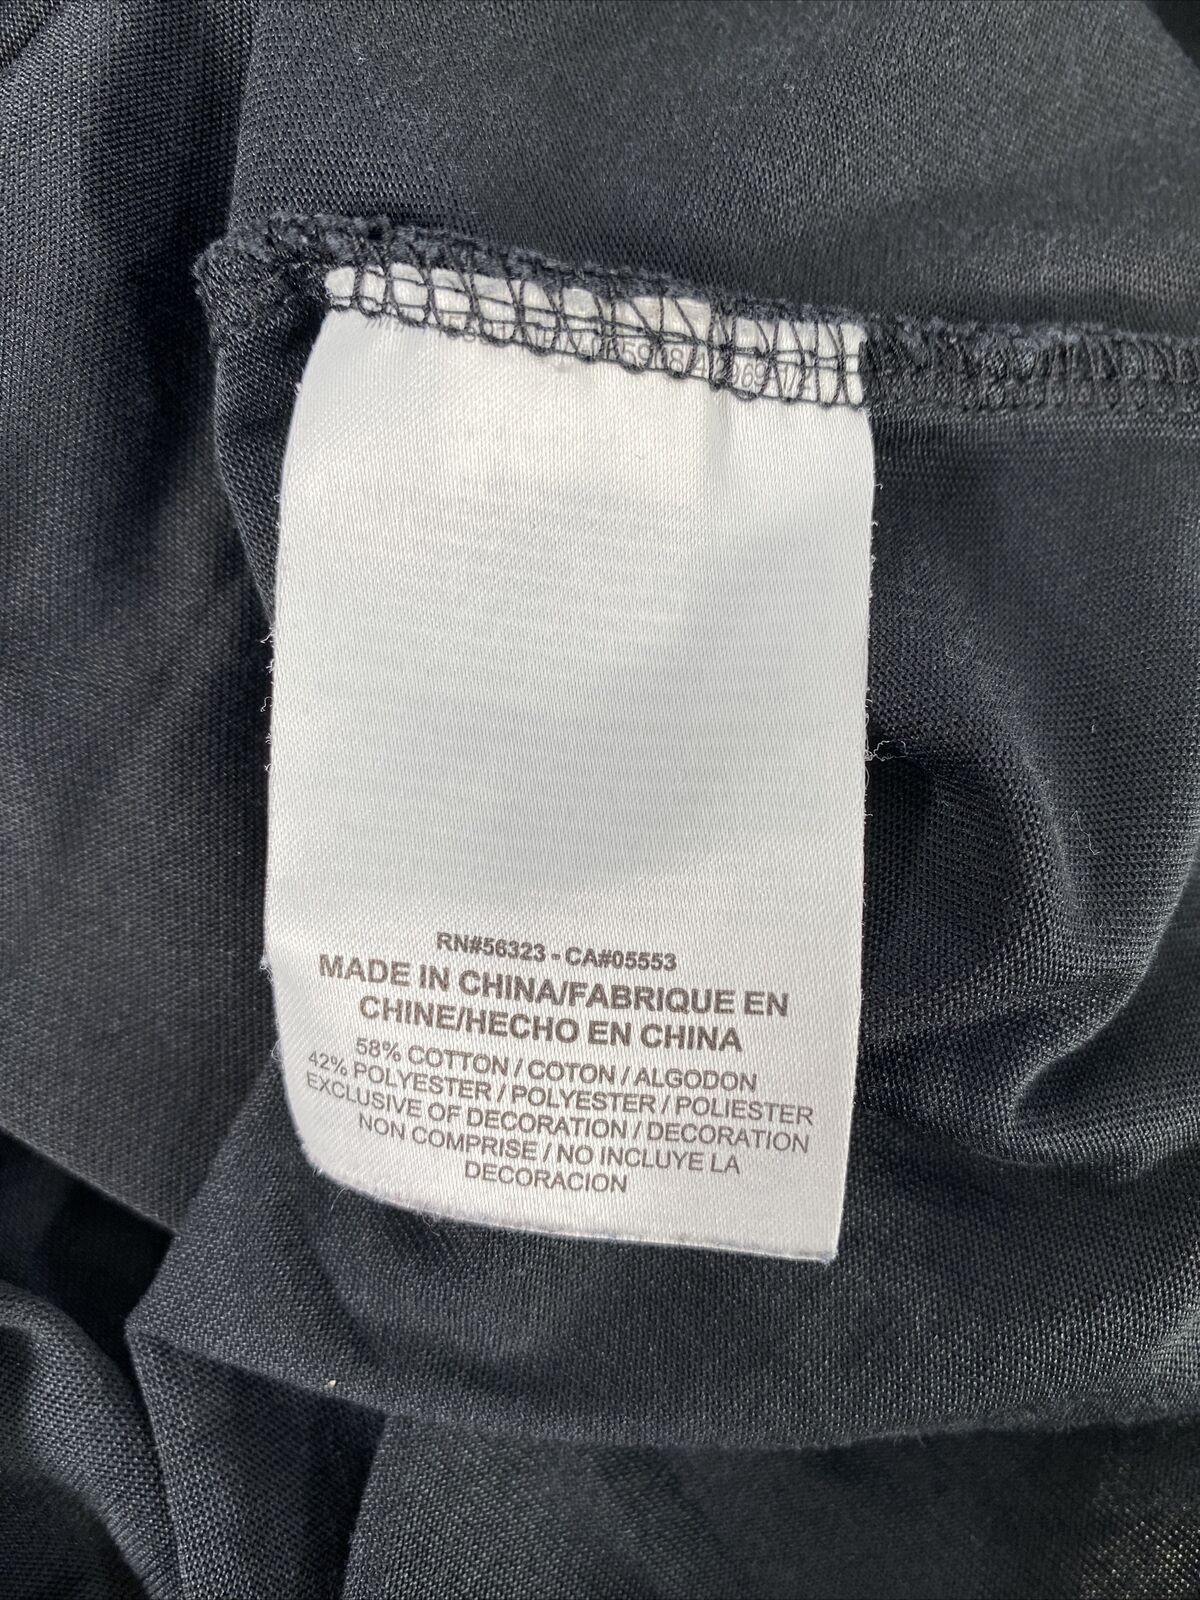 RN#56323 - CA#05553
MADE IN CHINA/FABRIQUE EN
CHINE/HECHO EN CHINA
58% COTTON / COTON / ALGODON
42% POLYESTER / POLYESTER / POLIESTER
EXCLUSIVE OF DECORATION / DECORATION
NON COMPRISE / NO INCLUYE LA
DECORACION